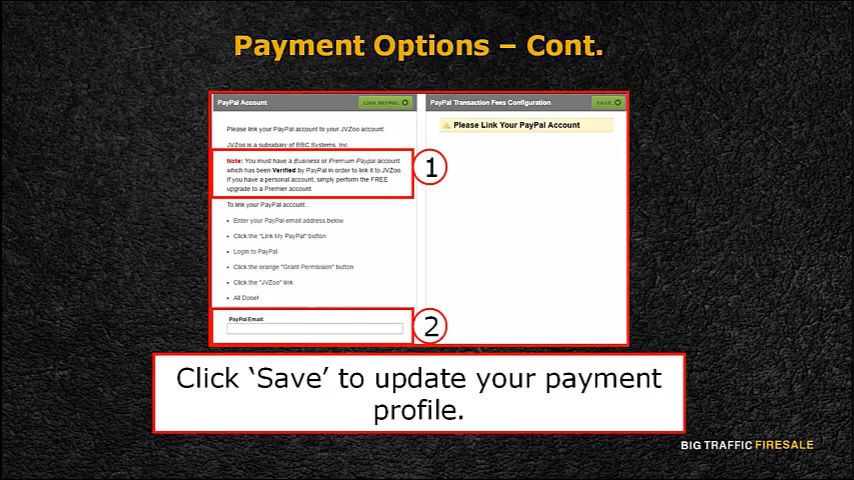 Payment Options – Cont.
PayPal Account
LINK PAYPAL
PayPal Transaction Fees Configuration
SAVE
Please link your PayPal account to your JVZoo account.
JVZoo is a subsidiary of BBC Systems, Inc.
Note: You must have a Business or Premium Paypal account
which has been Verified by PayPal in order to link it to JVZoo.
If you have a personal account, simply perform the FREE
upgrade to a Premier account
1
To link your PayPal account...
• Enter your PayPal email address below
• Click the "Link My PayPal" button
• Login to PayPal
• Click the orange "Grant Permission" button
• Click the "JVZoo" link
• All Done!
PayPal Email:
2
Please Link Your PayPal Account
Click ‘Save’ to update your payment
profile.
BIG TRAFFIC FIRESALE